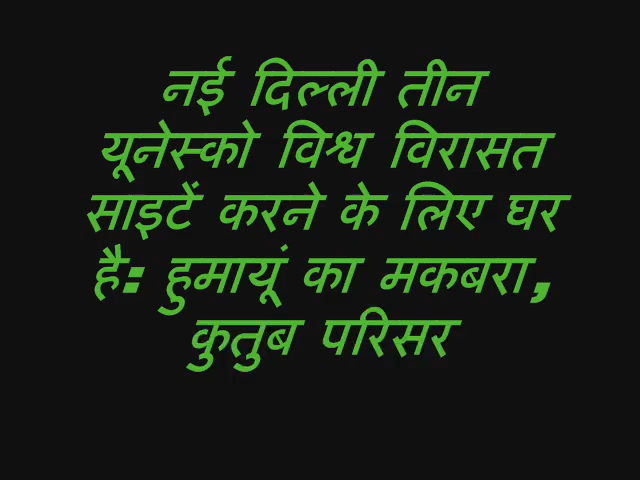 नई दिल्ली तीन
यूनेस्को विश्व विरासत
साइटें करने के लिए घर
है: हुमायूं का मकबरा,
कुतुब परिसर